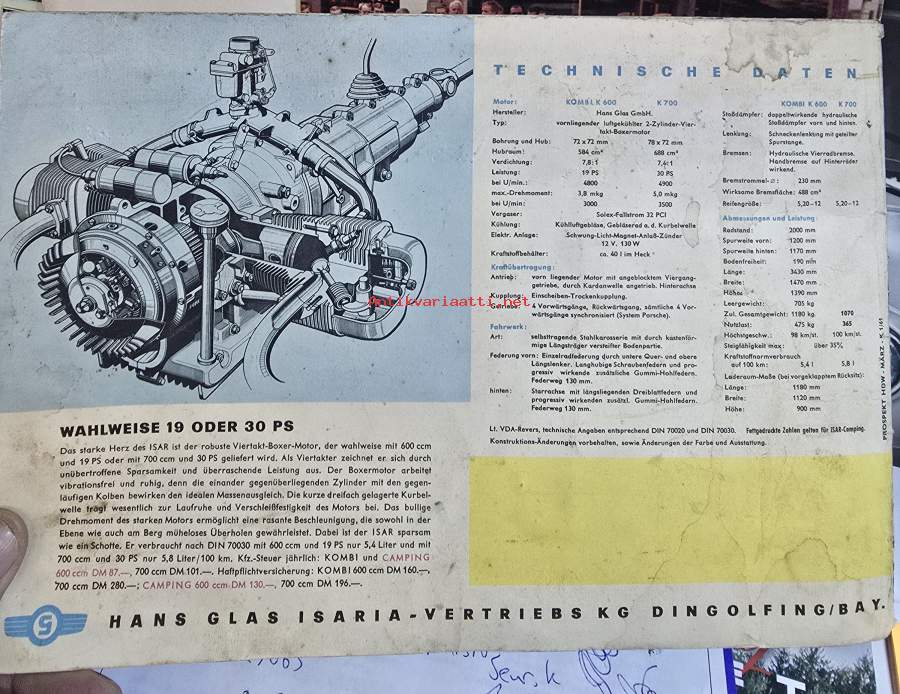 TECHNISCHE DATEN
Motor: KOMBI K 600 K 700
Hersteller: Hans Glas GmbH.
Typ: vornliegender luftgekühlter 2-Zylinder-Vier-
takt-Boxermotor
Bohrung und Hub: 72 x 72 mm 78 x 72 mm
Hubraum: 584 cm³ 688 cm³
Verdichtung: 7,8:1 7,4:1
Leistung: 19 PS 30 PS
bei U/min.: 4800 4900
max.-Drehmoment: 3,8 mkg 5,0 mkg
bei U/min.: 3000 3500
Vergaser: Solex-Fallstrom 32 PCI
Kühlung: Kühlluftgebläse, Gebläserad a. d. Kurbelwelle
Elektr. Anlage: Schwung-Licht-Magnet-Anlaß-Zünder
12 V. 130 W
Kraftstoffbehälter: ca. 40 l im Heck
Kraftübertragung:
Antrieb: vorn liegender Motor mit angeblocktem Viergang-
getriebe, durch Kardanwelle angetrieb. Hinterachse
Kupplung: Einscheiben-Trockenkupplung.
Getriebe: 4 Vorwärtsgänge, Rückwärtsgang, sämtliche 4 Vor-
wärtsgänge synchronisiert (System Porsche).
Fahrwerk:
Art: selbsttragende Stahlkarosserie mit durch kastenför-
mige Längsträger versteifter Bodenpartie.
Federung vorn: Einzelradfederung durch untere Quer- und obere
Längslenker. Langhubige Schraubenfedern und pro-
gressiv wirkende zusätzliche Gummi-Hohlfedern.
Federweg 130 mm.
hinten: Starrachse mit längsliegenden Dreiblattfedern und
progressiv wirkenden zusätzl. Gummi-Hohlfedern.
Federweg 130 mm.
KOMBI K 600 K 700
Stoßdämpfer: doppeltwirkende hydraulische
Stoßdämpfer vorn und hinten.
Lenkung: Schneckenlenkung mit geteilter
Spurstange.
Bremsen: Hydraulische Vierradbremse.
Handbremse auf Hinterräder
wirkend.
Bremstrommel-⌀: 230 mm
Wirksame Bremsfläche: 488 cm²
Reifengröße: 5,20–12 5,20–12
Abmessungen und Leistung:
Radstand: 2000 mm
Spurweite vorn: 1200 mm
Spurweite hinten: 1170 mm
Bodenfreiheit: 190 mm
Länge: 3430 mm
Breite: 1470 mm
Höhe: 1390 mm
Leergewicht: 705 kg
Zul. Gesamtgewicht: 1180 kg. 1070
Nutzlast: 475 kg 365
Höchstgeschw.: 98 km/st. 100 km/st.
Steigfähigkeit max: über 35%
Kraftstoffnormverbrauch
auf 100 km: 5,4 l 5,8 l
Laderaum-Maße (bei vorgeklapptem Rücksitz):
Länge: 1180 mm
Breite: 1120 mm
Höhe: 900 mm
Lt. VDA-Revers, technische Angaben entsprechend DIN 70020 und DIN 70030. Fettgedruckte Zahlen gelten für ISAR-Camping.
Konstruktions-Änderungen vorbehalten, sowie Änderungen der Farbe und Ausstattung.
PROSPEKT HDW - MÄRZ - K 1/61
Antikvariaatti.net
WAHLWEISE 19 ODER 30 PS
Das starke Herz des ISAR ist der robuste Viertakt-Boxer-Motor, der wahlweise mit 600 ccm
und 19 PS oder mit 700 ccm und 30 PS geliefert wird. Als Viertakter zeichnet er sich durch
unübertroffene Sparsamkeit und überraschende Leistung aus. Der Boxermotor arbeitet
vibrationsfrei und ruhig, denn die einander gegenüberliegenden Zylinder mit den gegen-
läufigen Kolben bewirken den idealen Massenausgleich. Die kurze dreifach gelagerte Kurbel-
welle trägt wesentlich zur Laufruhe und Verschleißfestigkeit des Motors bei. Das bullige
Drehmoment des starken Motors ermöglicht eine rasante Beschleunigung, die sowohl in der
Ebene wie auch am Berg müheloses Überholen gewährleistet. Dabei ist der ISAR sparsam
wie ein Schotte. Er verbraucht nach DIN 70030 mit 600 ccm und 19 PS nur 5,4 Liter und mit
700 ccm und 30 PS nur 5,8 Liter/100 km. Kfz.-Steuer jährlich: KOMBI und CAMPING
600 ccm DM 87.–, 700 ccm DM 101.–. Haftpflichtversicherung: KOMBI 600 ccm DM 160.–,
700 ccm DM 280.–; CAMPING 600 ccm DM 130.–, 700 ccm DM 196.–.
g HANS GLAS ISARIA-VERTRIEBS KG DINGOLFING/BAY.